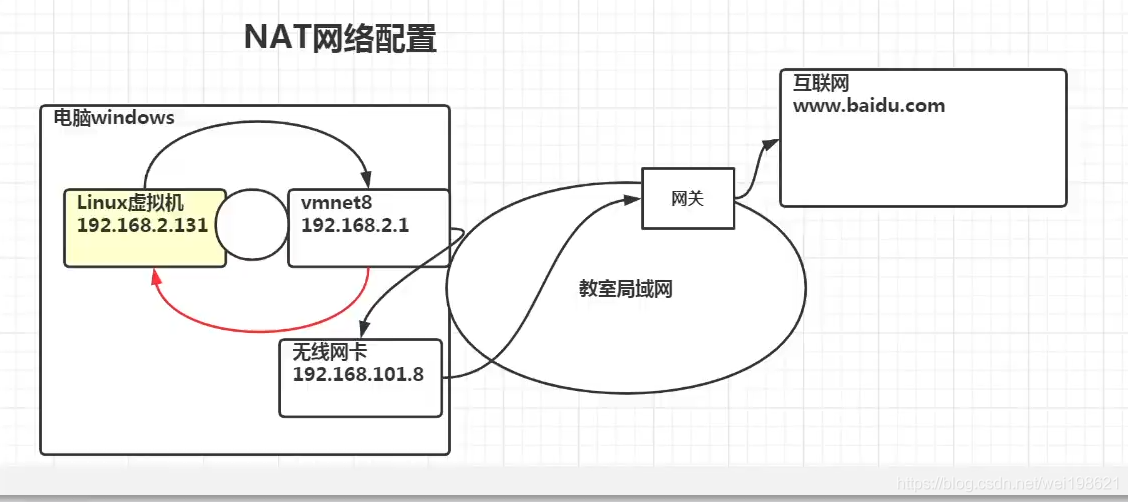 NAT网络配置
互联网
www.baidu.com
电脑windows
Linux虚拟机
192.168.2.131
vmnet8
192.168.2.1
网关
教室局域网
无线网卡
192.168.101.8
https://blog.csdn.net/wei198621